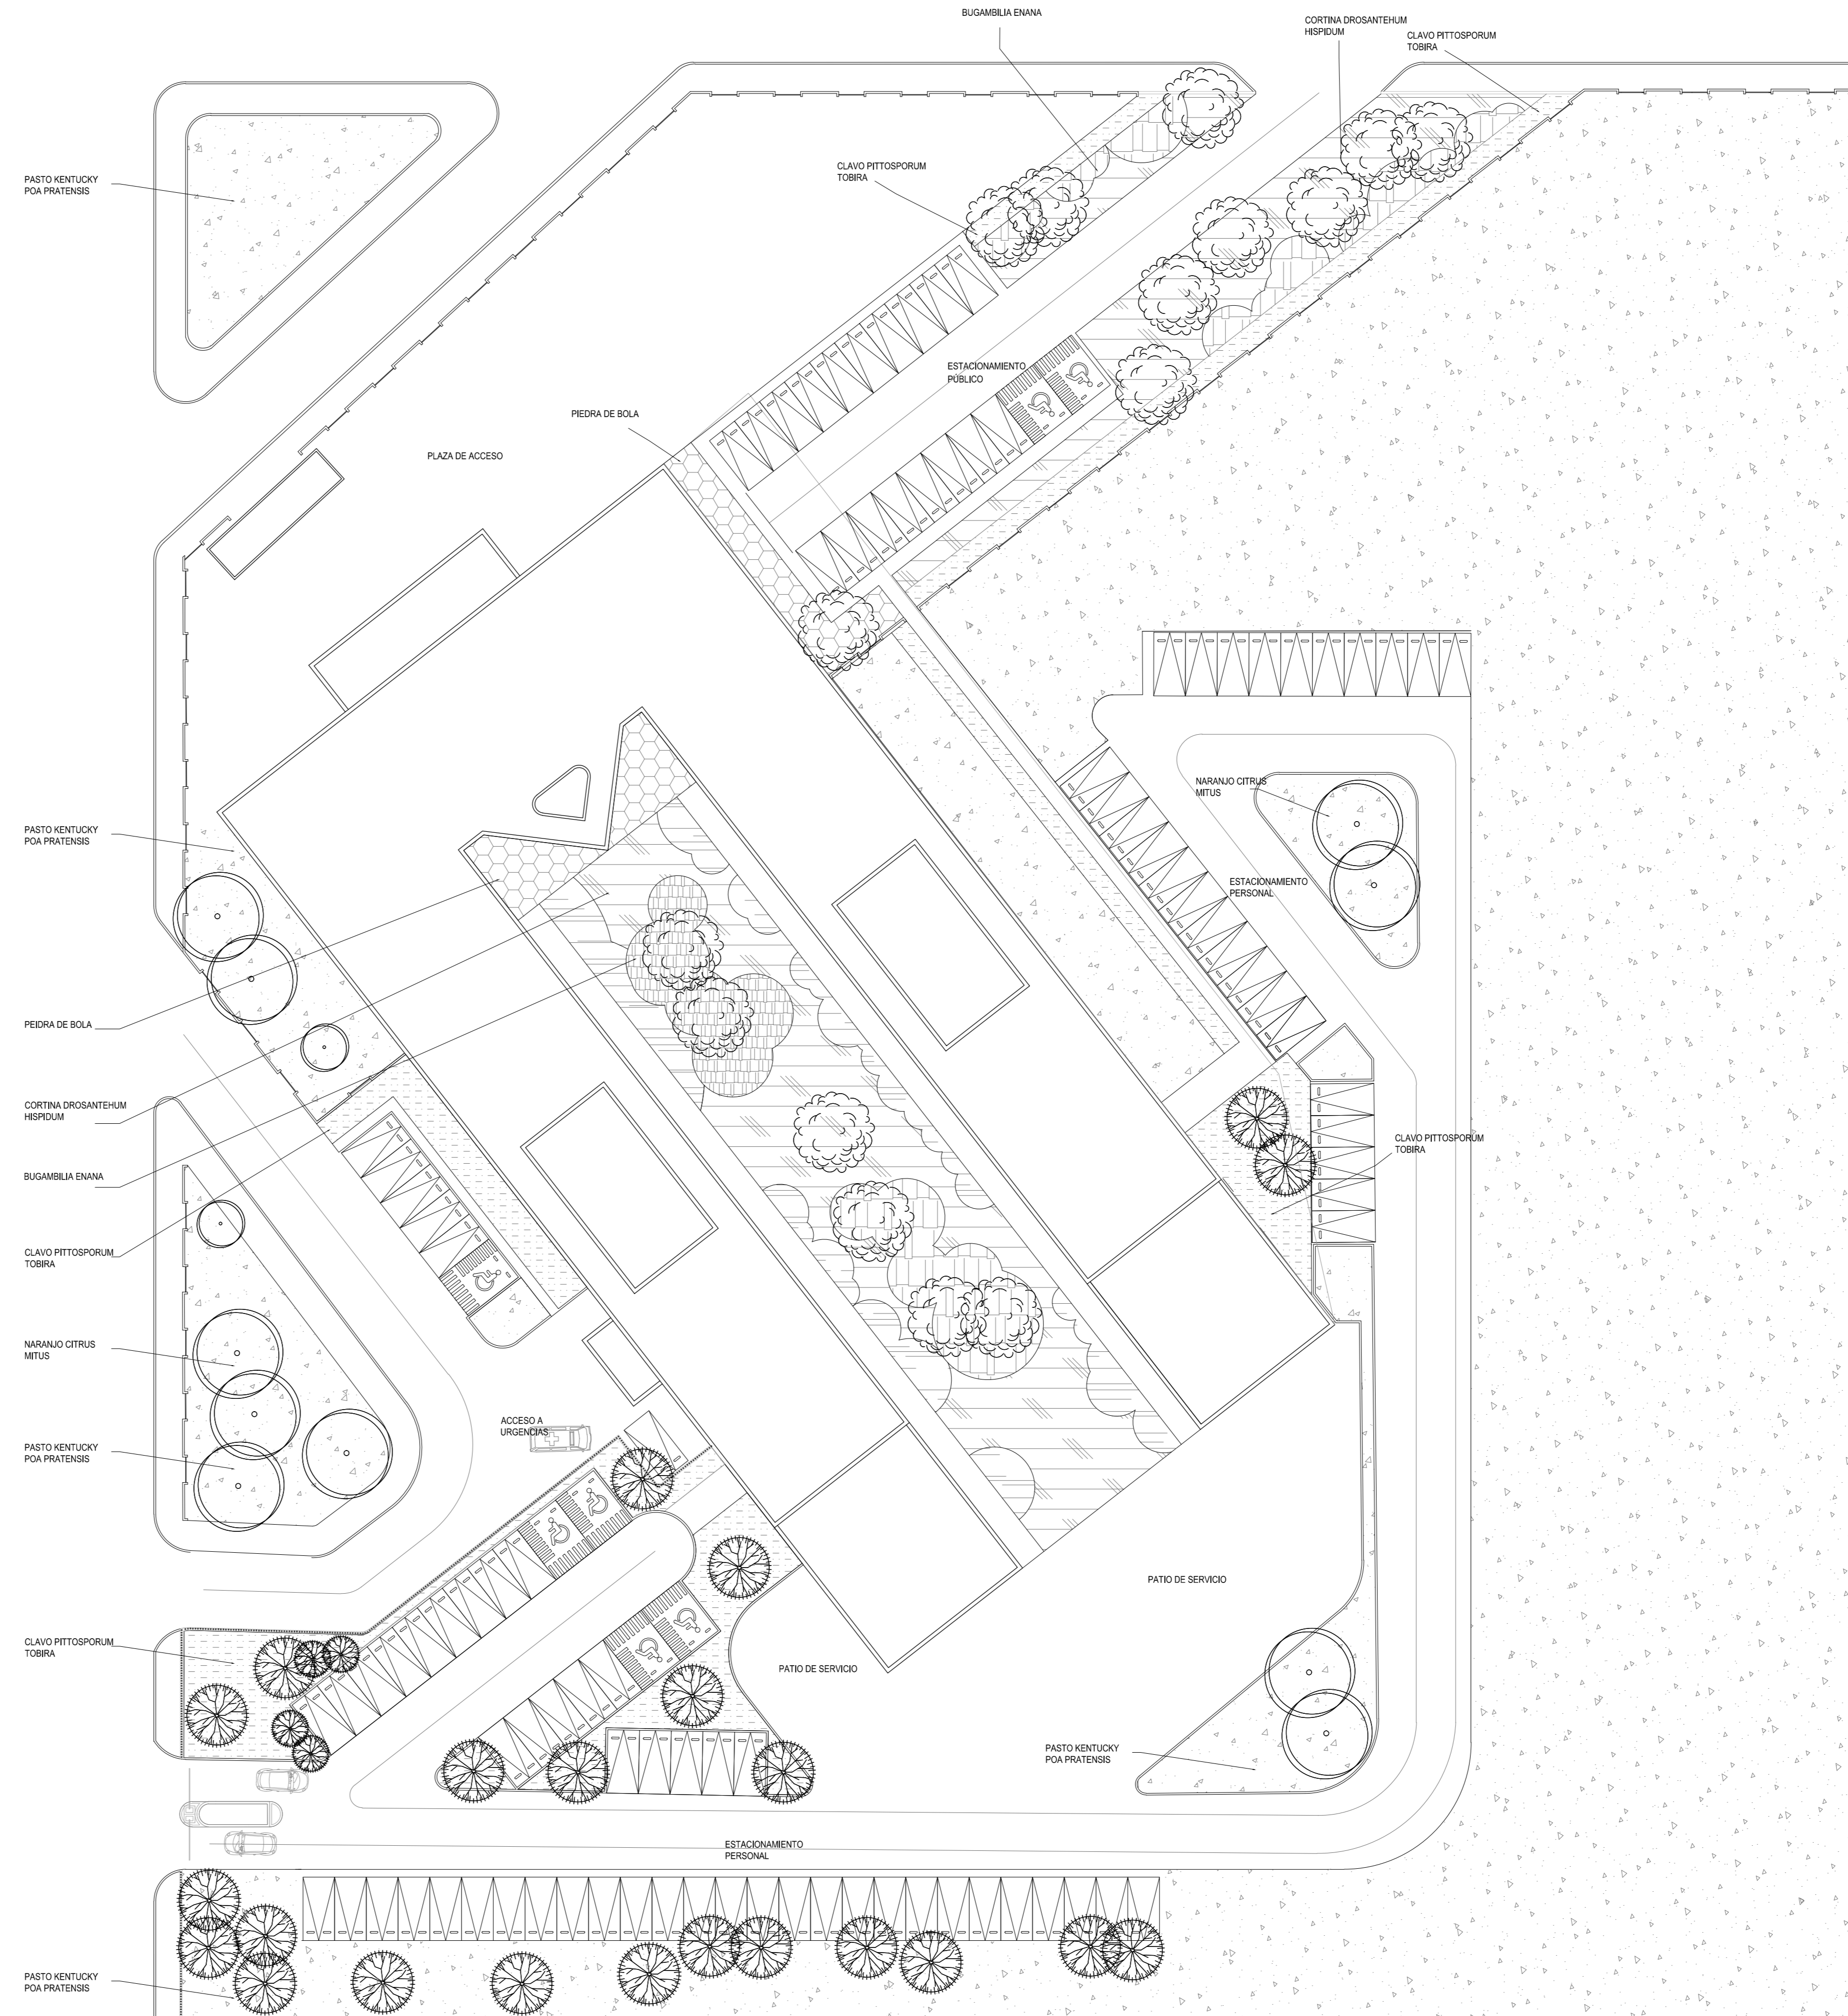 BUGAMBILIA ENANA
CORTINA DROSANTEHUM
HISPIDUM
CLAVO PITTOSPORUM
TOBIRA
CLAVO PITTOSPORUM
TOBIRA
PASTO KENTUCKY
POA PRATENSIS
ESTACIONAMIENTO
PÚBLICO
PIEDRA DE BOLA
PLAZA DE ACCESO
NARANJO CITRUS
MITUS
PASTO KENTUCKY
POA PRATENSIS
ESTACIONAMIENTO
PERSONAL
PEIDRA DE BOLA
CORTINA DROSANTEHUM
HISPIDUM
CLAVO PITTOSPORUM
TOBIRA
BUGAMBILIA ENANA
CLAVO PITTOSPORUM
TOBIRA
NARANJO CITRUS
MITUS
ACCESO A
URGENCIAS
PASTO KENTUCKY
POA PRATENSIS
PATIO DE SERVICIO
CLAVO PITTOSPORUM
TOBIRA
PATIO DE SERVICIO
PASTO KENTUCKY
POA PRATENSIS
ESTACIONAMIENTO
PERSONAL
PASTO KENTUCKY
POA PRATENSIS